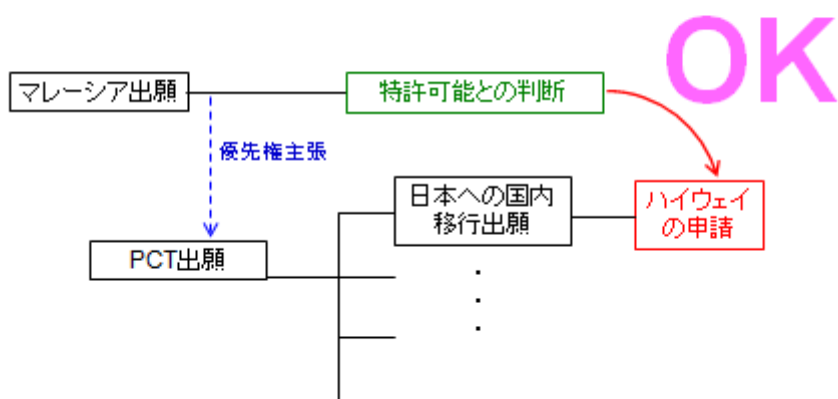 OK
マレーシア出願
特許可能との判断
優先権主張
日本への国内
移行出願
ハイウェイ
の申請
PCT出願